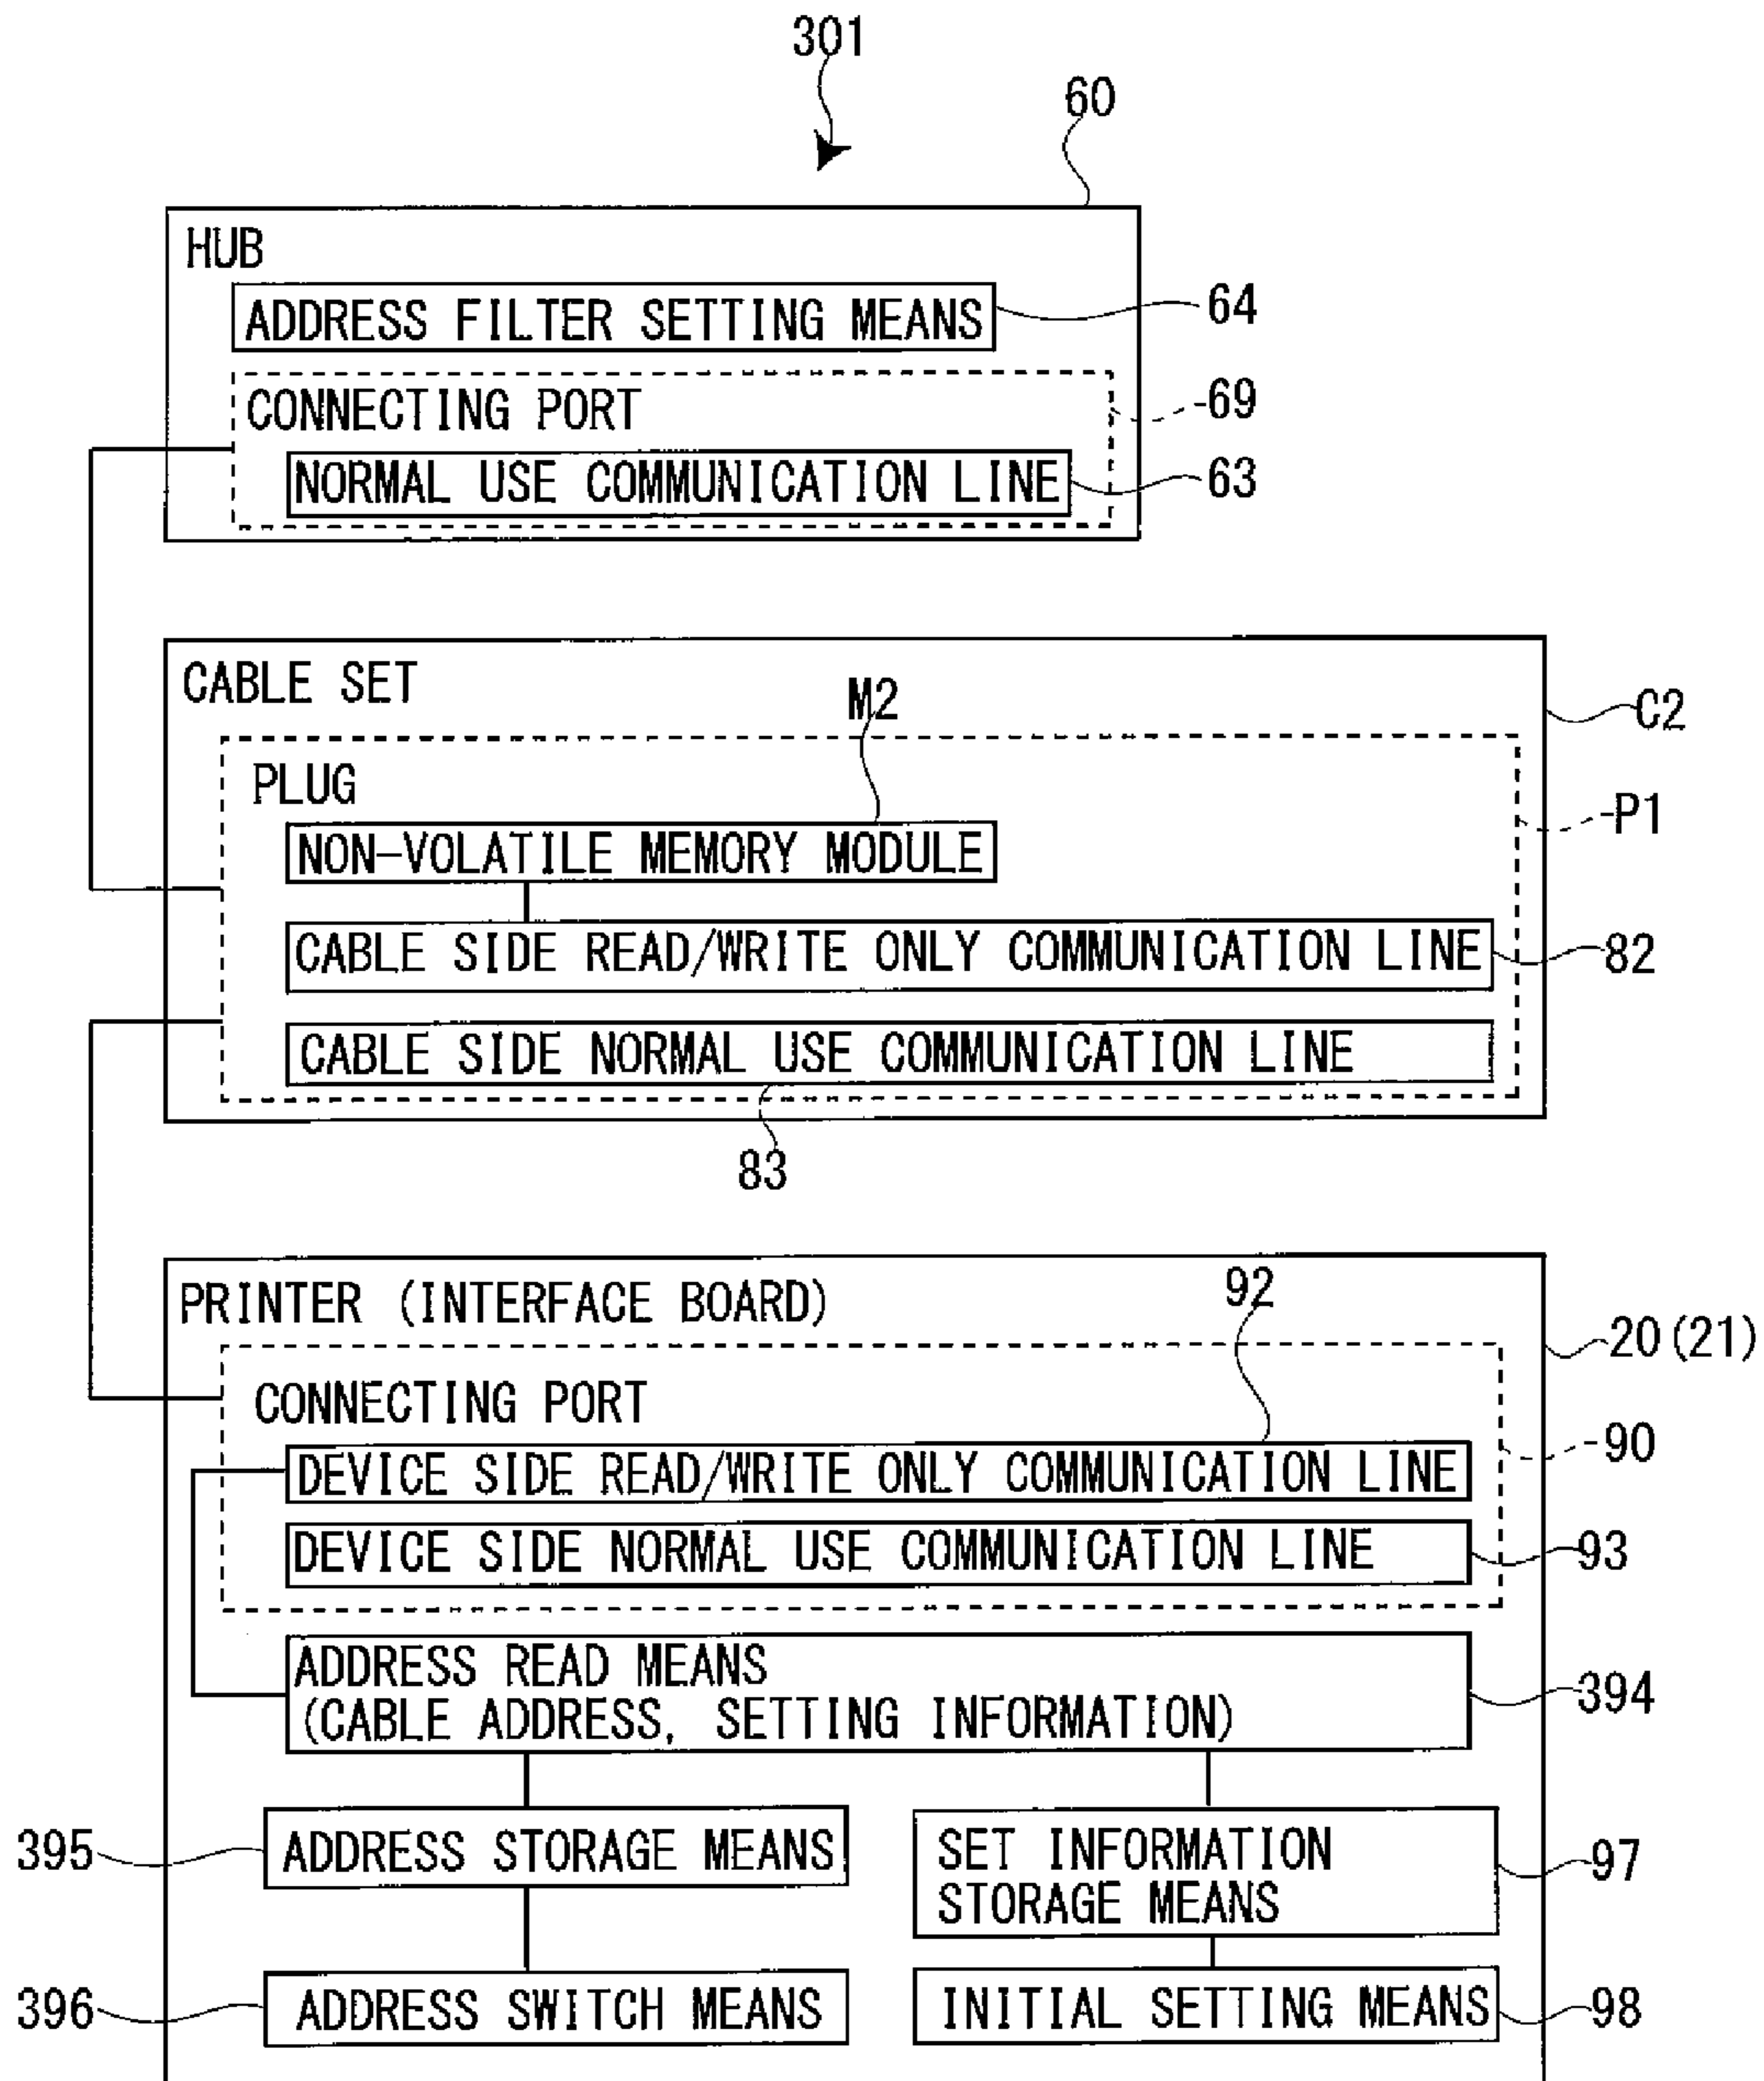 301
60
HUB
ADDRESS FILTER SETTING MEANS
64
CONNECTING PORT
69
NORMAL USE COMMUNICATION LINE
63
CABLE SET
M2
C2
PLUG
P1
NON-VOLATILE MEMORY MODULE
CABLE SIDE READ/WRITE ONLY COMMUNICATION LINE
82
CABLE SIDE NORMAL USE COMMUNICATION LINE
83
PRINTER (INTERFACE BOARD)
92
20(21)
CONNECTING PORT
90
DEVICE SIDE READ/WRITE ONLY COMMUNICATION LINE
DEVICE SIDE NORMAL USE COMMUNICATION LINE
93
ADDRESS READ MEANS
(CABLE ADDRESS, SETTING INFORMATION)
394
395
ADDRESS STORAGE MEANS
SET INFORMATION
STORAGE MEANS
97
396
ADDRESS SWITCH MEANS
INITIAL SETTING MEANS
98